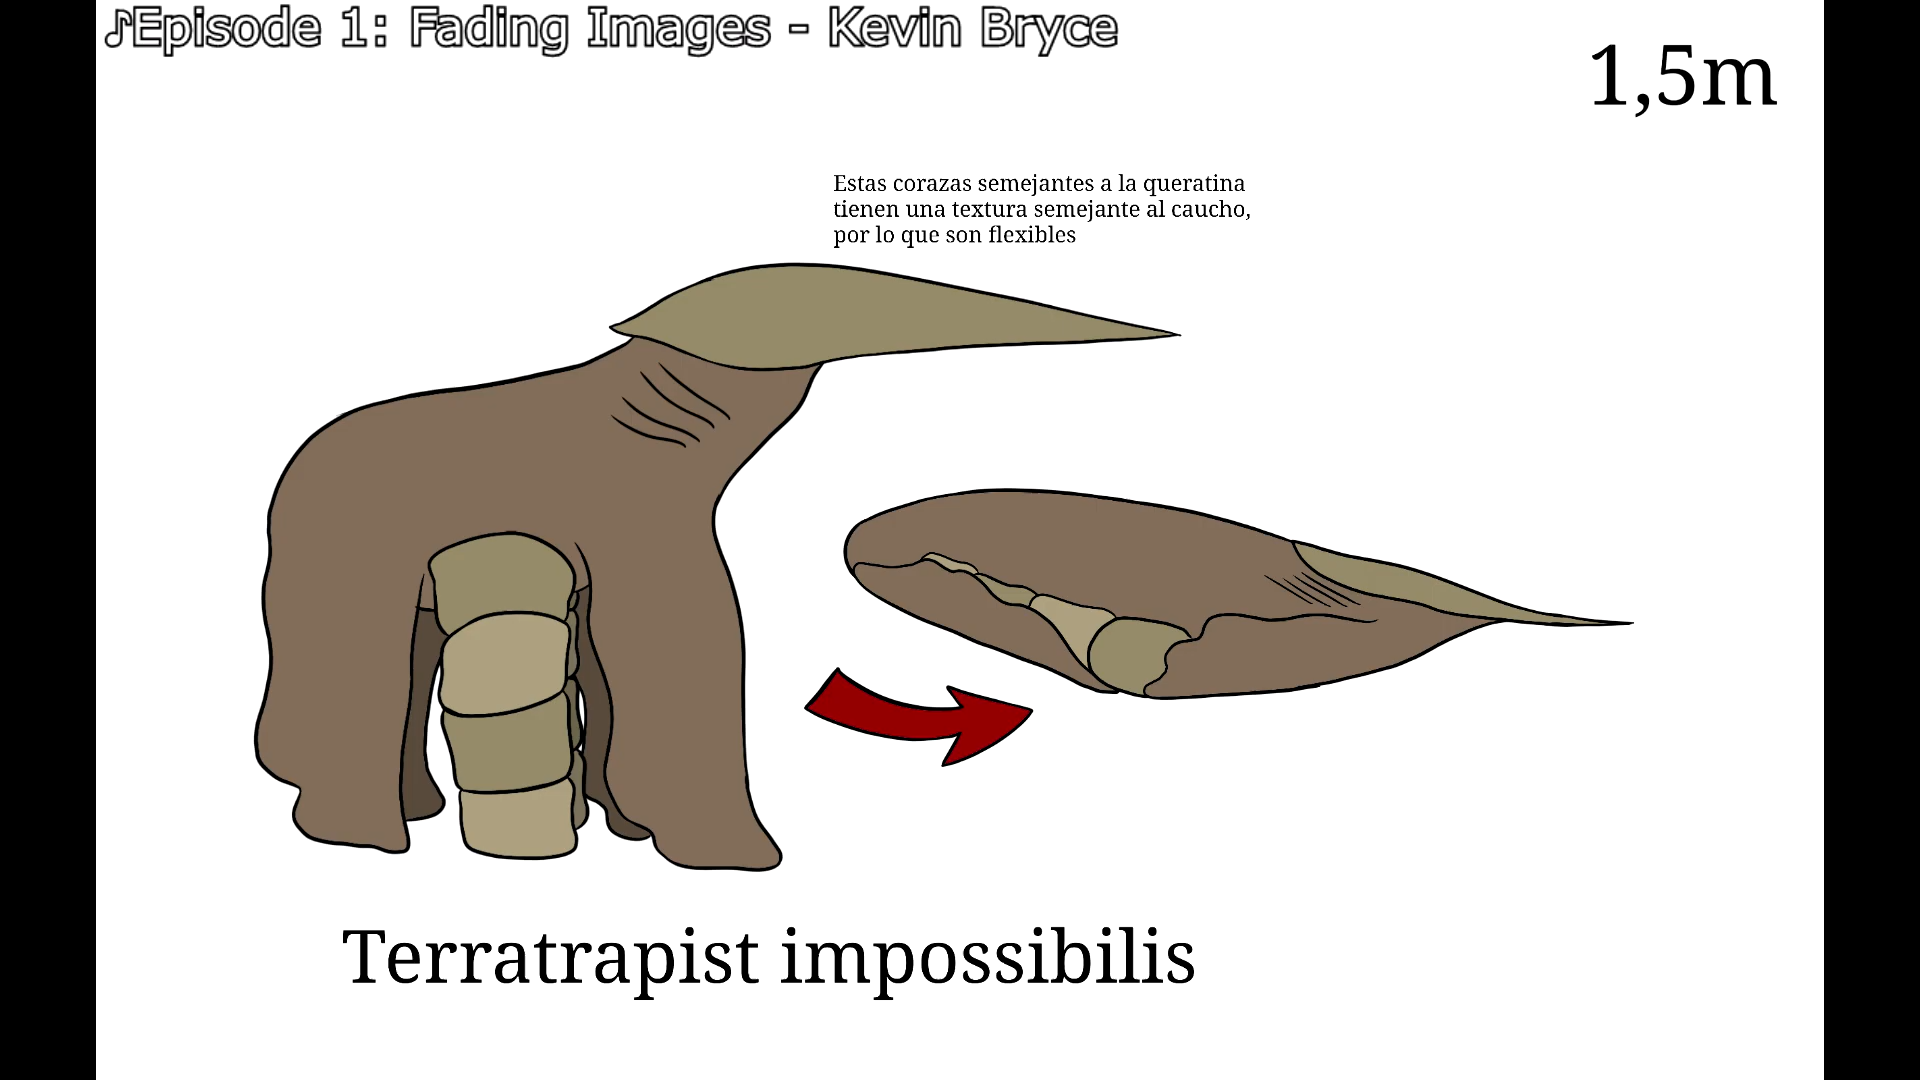 ♪Episode 1: Fading Images - Kevin Bryce
1,5m
Estas corazas semejantes a la queratina
tienen una textura semejante al caucho,
por lo que son flexibles
Terratrapist impossibilis